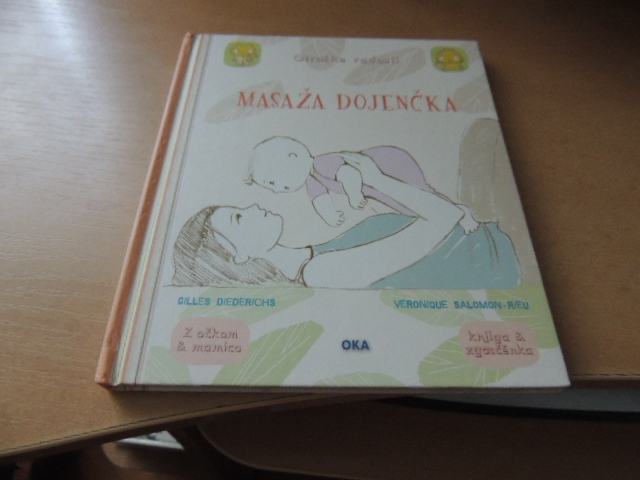 Otroška radost
MASAŽA DOJENČKA
GILLES DIEDERICHS
VERONIQUE SALOMON-RIEU
Z očkom
& mamico
OKA
knjiga &
zgoščenka